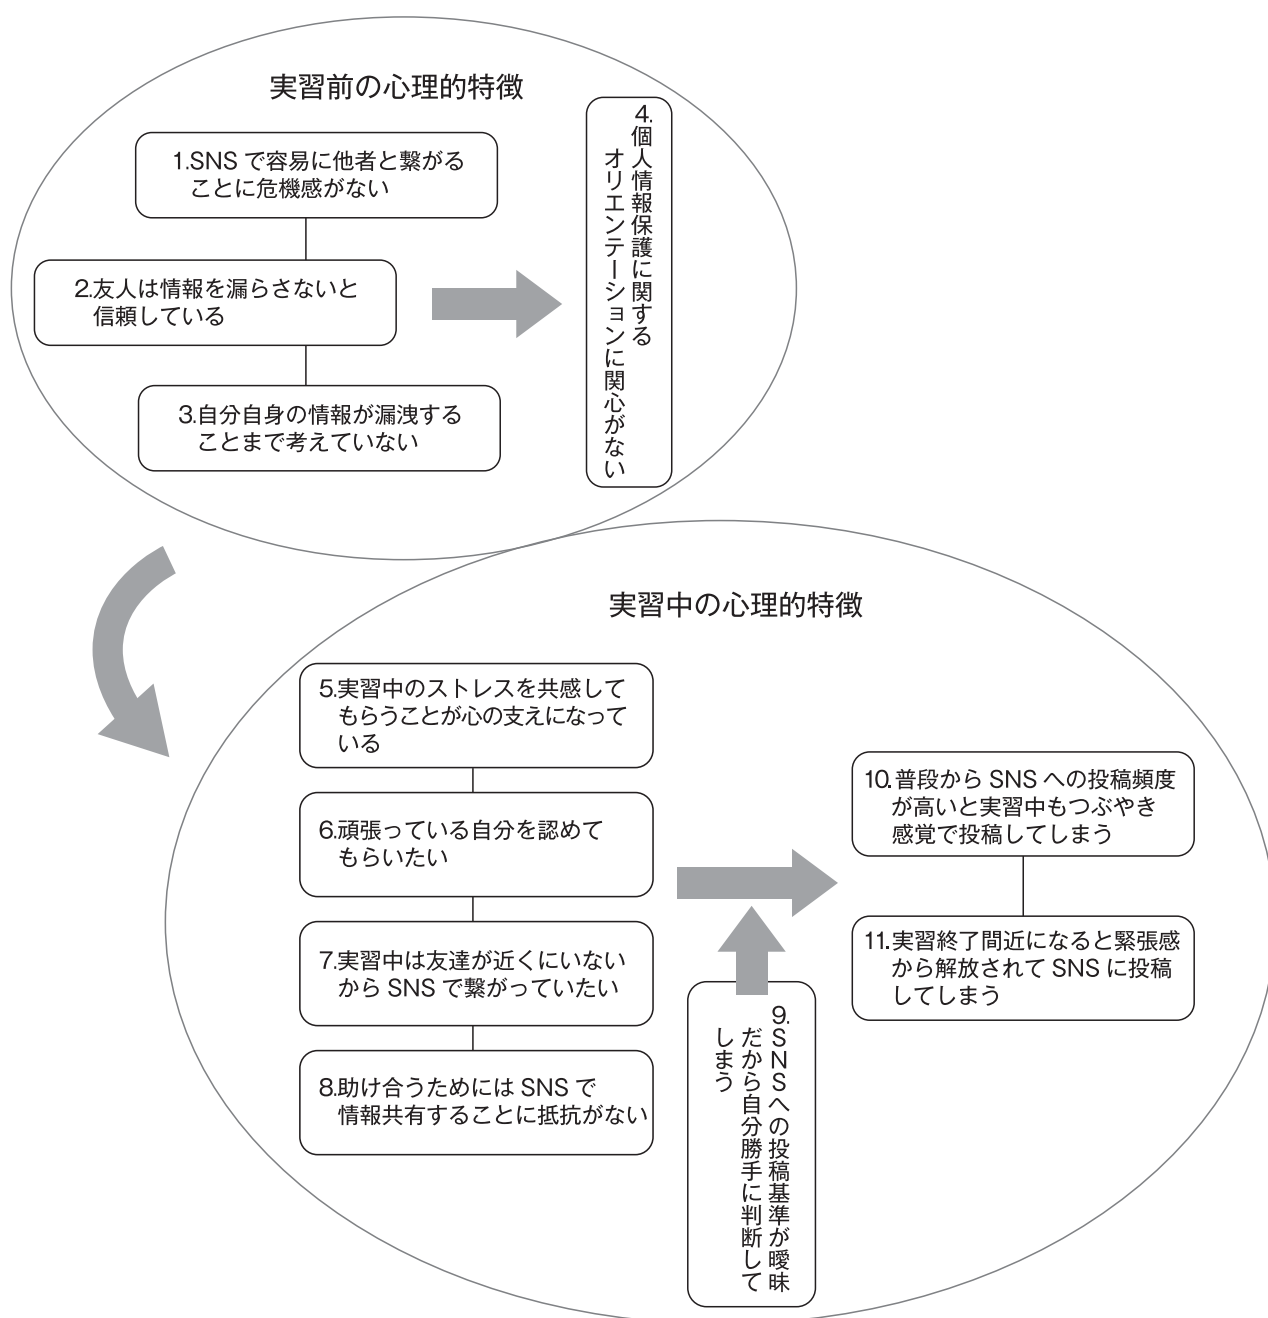 実習前の心理的特徴
1.SNSで容易に他者と繋がる
ことに危機感がない
2.友人は情報を漏らさないと
信頼している
3.自分自身の情報が漏洩する
ことまで考えていない
4.個人情報保護に関する
オリエンテーションに関心がない
実習中の心理的特徴
5.実習中のストレスを共感して
もらうことが心の支えになって
いる
6.頑張っている自分を認めて
もらいたい
7.実習中は友達が近くにいない
からSNSで繋がっていたい
8.助け合うためにはSNSで
情報共有することに抵抗がない
9.SNSへの投稿基準が曖昧
だから自分勝手に判断して
しまう
10.普段からSNSへの投稿頻度
が高いと実習中もつぶやき
感覚で投稿してしまう
11.実習終了間近になると緊張感
から解放されてSNSに投稿
してしまう